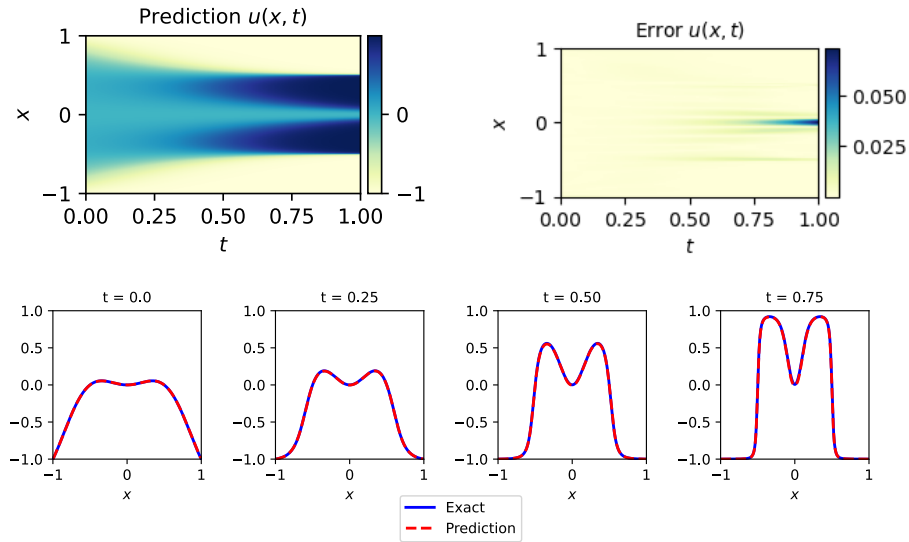 Prediction u(x, t)
1
0
−1
x
0.00 0.25 0.50 0.75 1.00
t
0
−1
Error u(x, t)
1
0
−1
x
0.00 0.25 0.50 0.75 1.00
t
0.050
0.025
t = 0.0
1.0
0.5
0.0
−0.5
−1.0
−1 0 1
x
t = 0.25
1.0
0.5
0.0
−0.5
−1.0
−1 0 1
x
t = 0.50
1.0
0.5
0.0
−0.5
−1.0
−1 0 1
x
t = 0.75
1.0
0.5
0.0
−0.5
−1.0
−1 0 1
x
Exact
Prediction